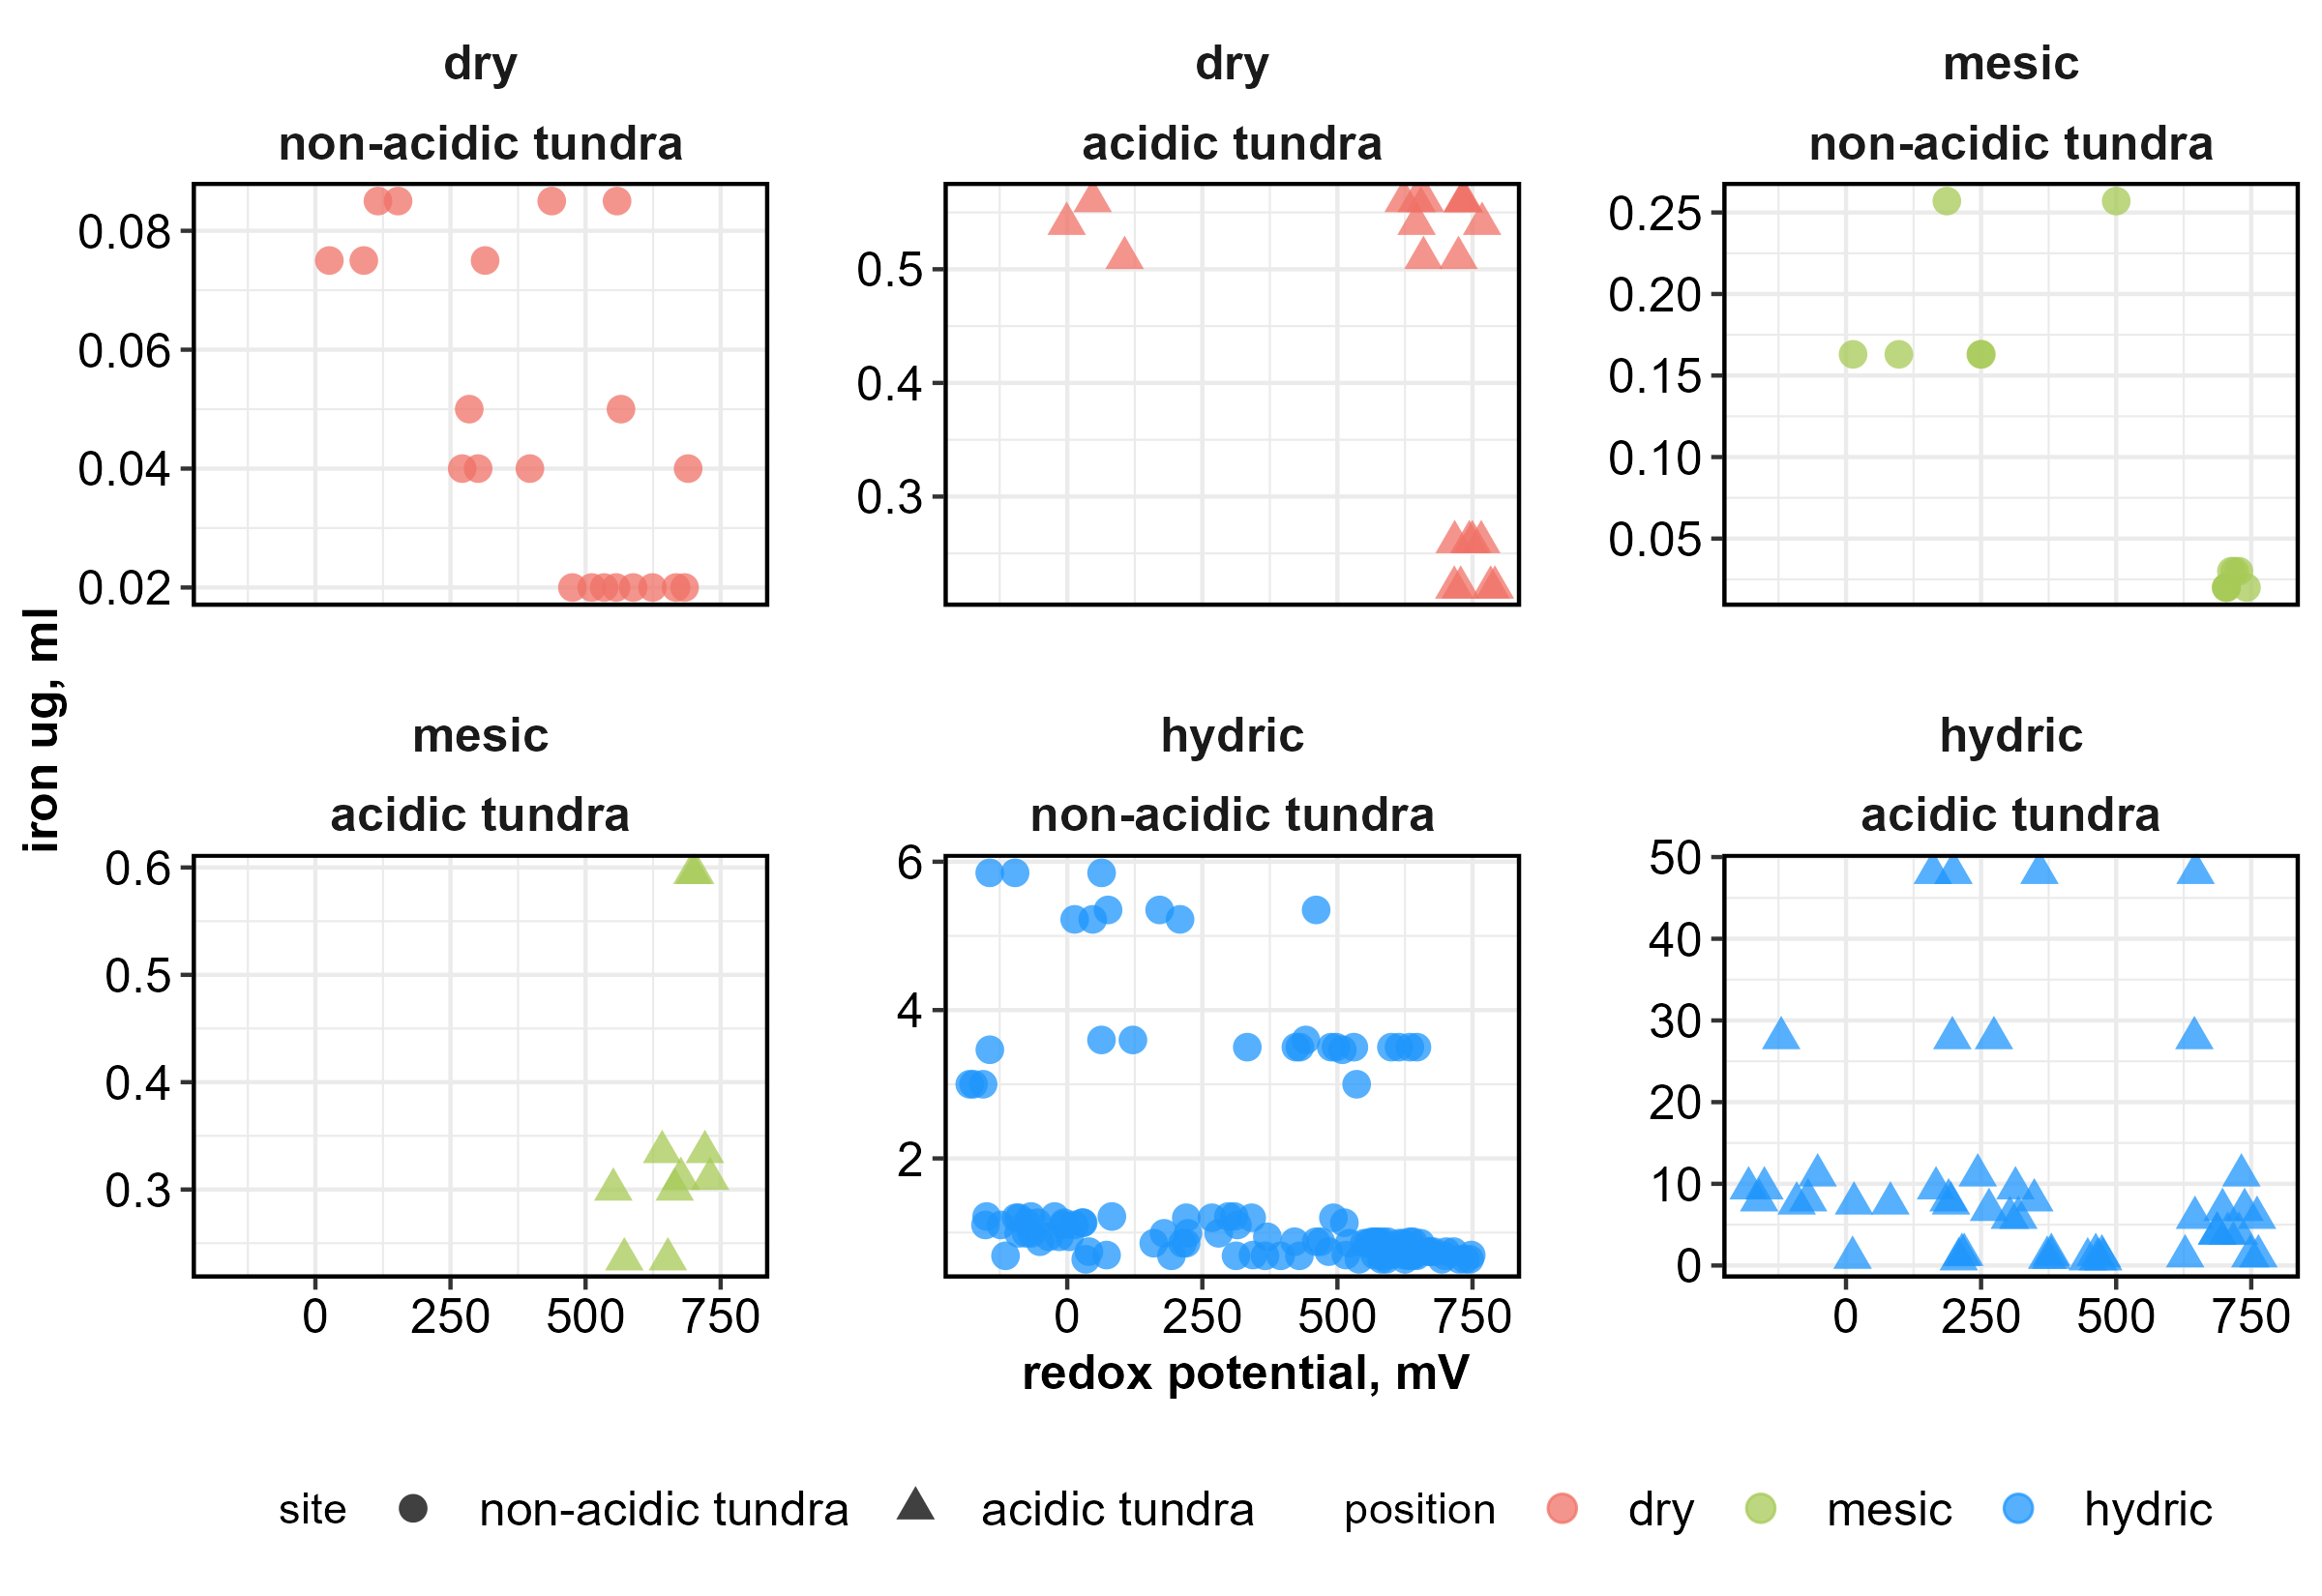 dry
non-acidic tundra
dry
acidic tundra
mesic
non-acidic tundra
0.08
0.06
0.04
0.02
0.5
0.4
0.3
0.25
0.20
0.15
0.10
0.05
iron ug, ml
mesic
acidic tundra
hydric
non-acidic tundra
hydric
acidic tundra
0.6
0.5
0.4
0.3
6
4
2
50
40
30
20
10
0
0 250 500 750
0 250 500 750
0 250 500 750
redox potential, mV
site non-acidic tundra acidic tundra position dry mesic hydric